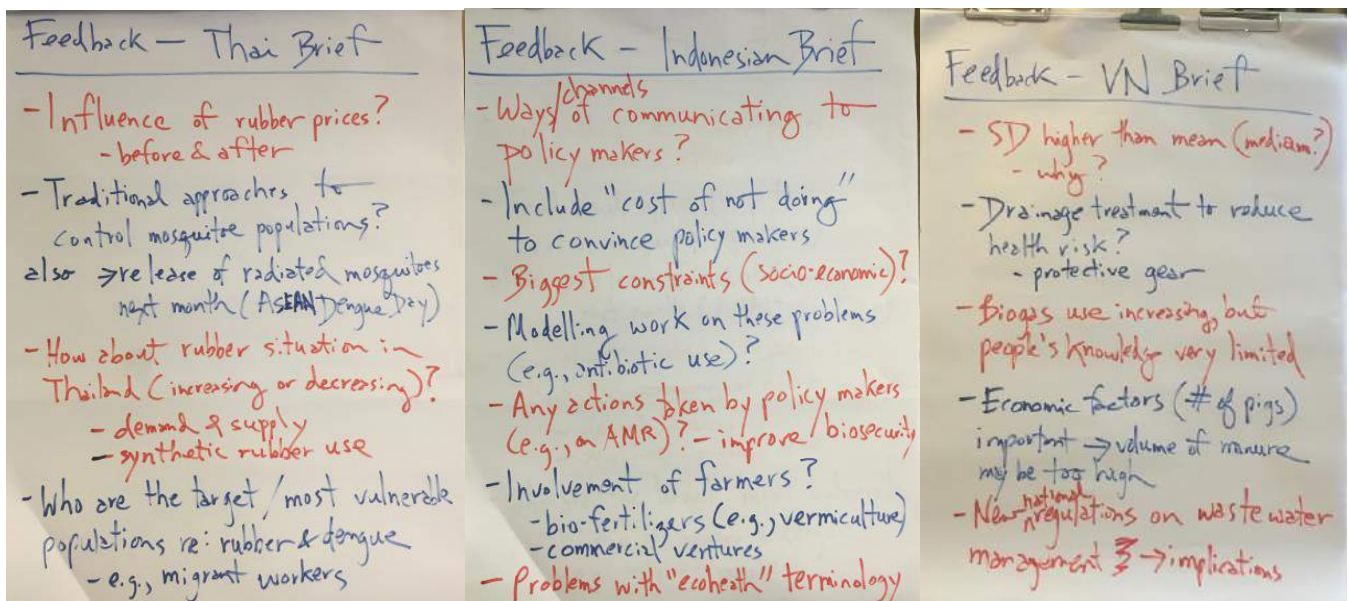 Feedback — Thai Brief
- Influence of rubber prices?
- before & after
- Traditional approaches to
control mosquitoe populations?
also → release of radiated mosquitoes
next month (ASEAN Dengue Day)
- How about rubber situation in
Thailand (increasing or decreasing)?
- demand & supply
- synthetic rubber use
- Who are the target / most vulnerable
populations re: rubber & dengue
- e.g., migrant workers
Feedback - Indonesian Brief
- Ways/channels of communicating to
policy makers?
- Include "cost of not doing"
to convince policy makers
- Biggest constraints (socio-economic)?
- Modelling work on these problems
(e.g., antibiotic use)?
- Any actions taken by policy makers
(e.g., on AMR)? - improve biosecurity
- Involvement of farmers?
- bio-fertilizers (e.g., vermiculture)
- commercial ventures
- Problems with "ecoheath" terminology
Feedback - VN Brief
- SD higher than mean (median?)
- why?
- Drainage treatment to reduce
health risk?
- protective gear
- Biogas use increasing, but
people's knowledge very limited
- Economic factors (# of pigs)
important → volume of manure
may be too high
- New national regulations on waste water
management → implications